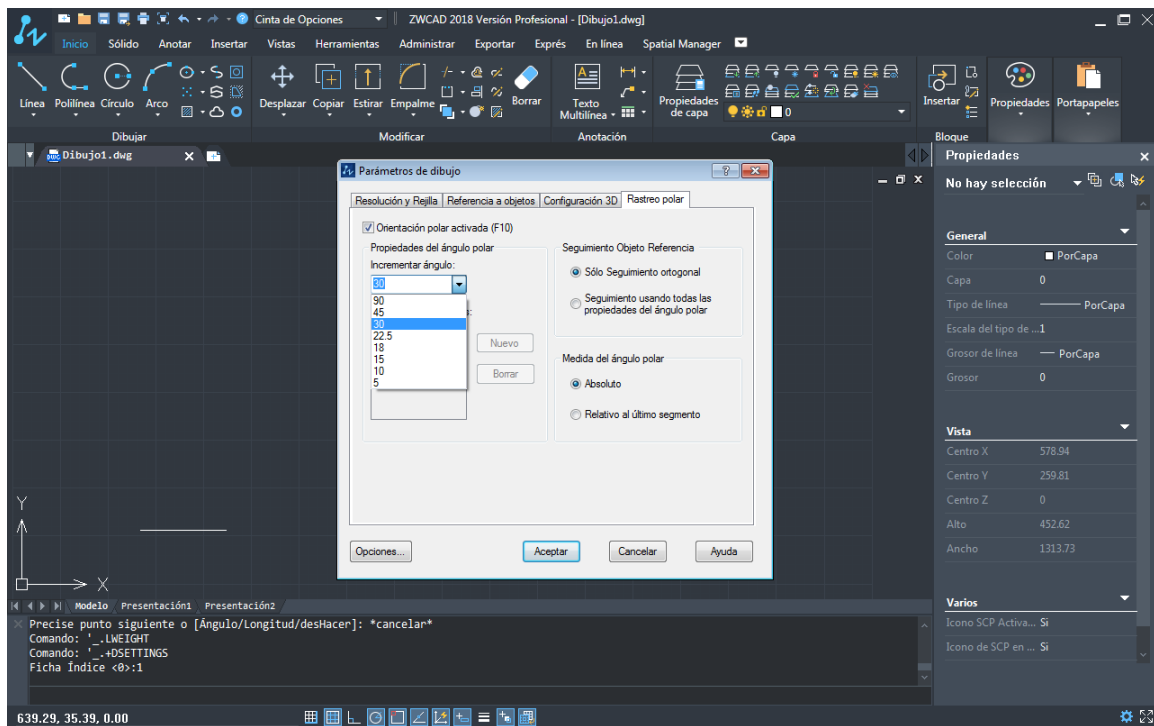 Cinta de Opciones
ZWCAD 2018 Versión Profesional - [Dibujo1.dwg]
Inicio Sólido Anotar Insertar Vistas Herramientas Administrar Exportar Exprés En línea Spatial Manager
Línea Polilínea Círculo Arco
Desplazar Copiar Estirar Empalme Borrar
Texto Multilínea
Propiedades de capa
0
Insertar Propiedades Portapapeles
Dibujar Modificar Anotación Capa Bloque
Dibujo1.dwg
Parámetros de dibujo
Resolución y Rejilla Referencia a objetos Configuración 3D Rastreo polar
Orientación polar activada (F10)
Propiedades del ángulo polar
Incrementar ángulo:
30
90
45
30
22.5
18
15
10
5
Nuevo
Borrar
Seguimiento Objeto Referencia
Sólo Seguimiento ortogonal
Seguimiento usando todas las
propiedades del ángulo polar
Medida del ángulo polar
Absoluto
Relativo al último segmento
Opciones... Aceptar Cancelar Ayuda
Propiedades
No hay selección
General
Color PorCapa
Capa 0
Tipo de línea PorCapa
Escala del tipo de ...1
Grosor de línea PorCapa
Grosor 0
Vista
Centro X 578.94
Centro Y 259.81
Centro Z 0
Alto 452.62
Ancho 1313.73
Varios
Icono SCP Activa... Si
Icono de SCP en ... Si
Y
X
Modelo Presentación1 Presentación2
Precise punto siguiente o [Ángulo/Longitud/desHacer]: *cancelar*
Comando: '_.LWEIGHT
Comando: '_.+DSETTINGS
Ficha Índice <0>:1
639.29, 35.39, 0.00